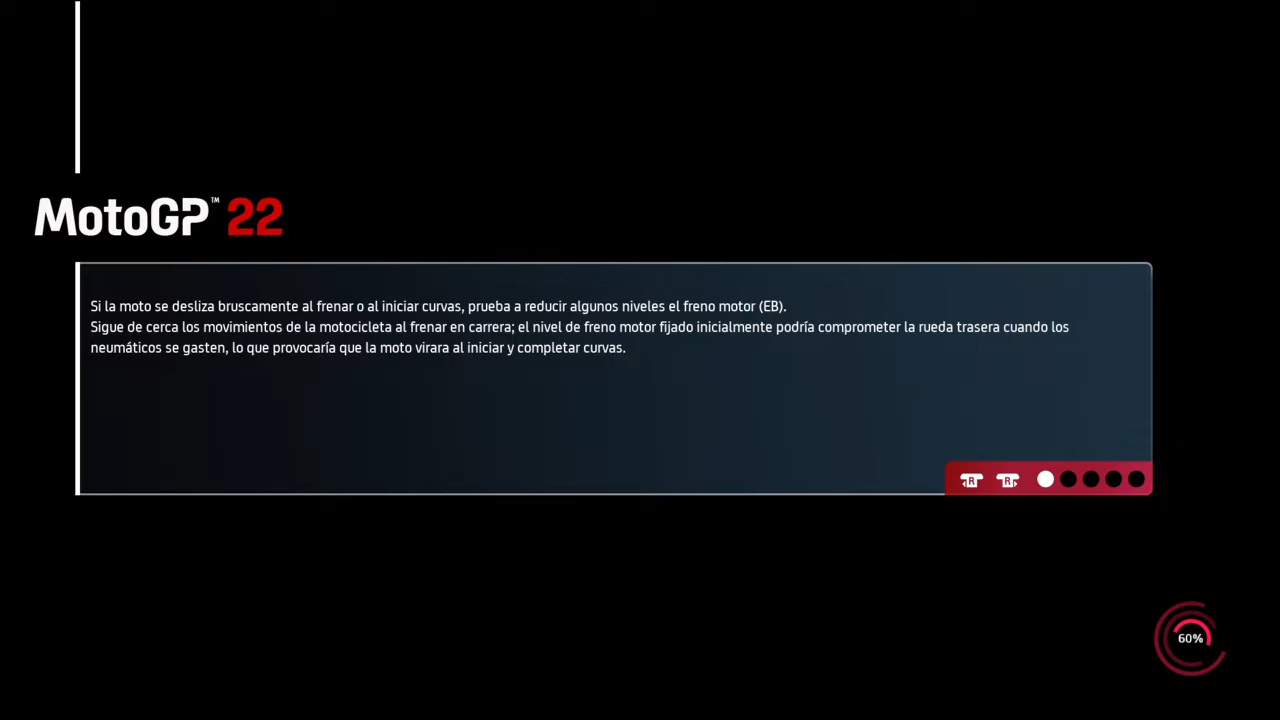 MotoGP™ 22
Si la moto se desliza bruscamente al frenar o al iniciar curvas, prueba a reducir algunos niveles el freno motor (EB).
Sigue de cerca los movimientos de la motocicleta al frenar en carrera; el nivel de freno motor fijado inicialmente podría comprometer la rueda trasera cuando los
neumáticos se gasten, lo que provocaría que la moto virara al iniciar y completar curvas.
R R
60%